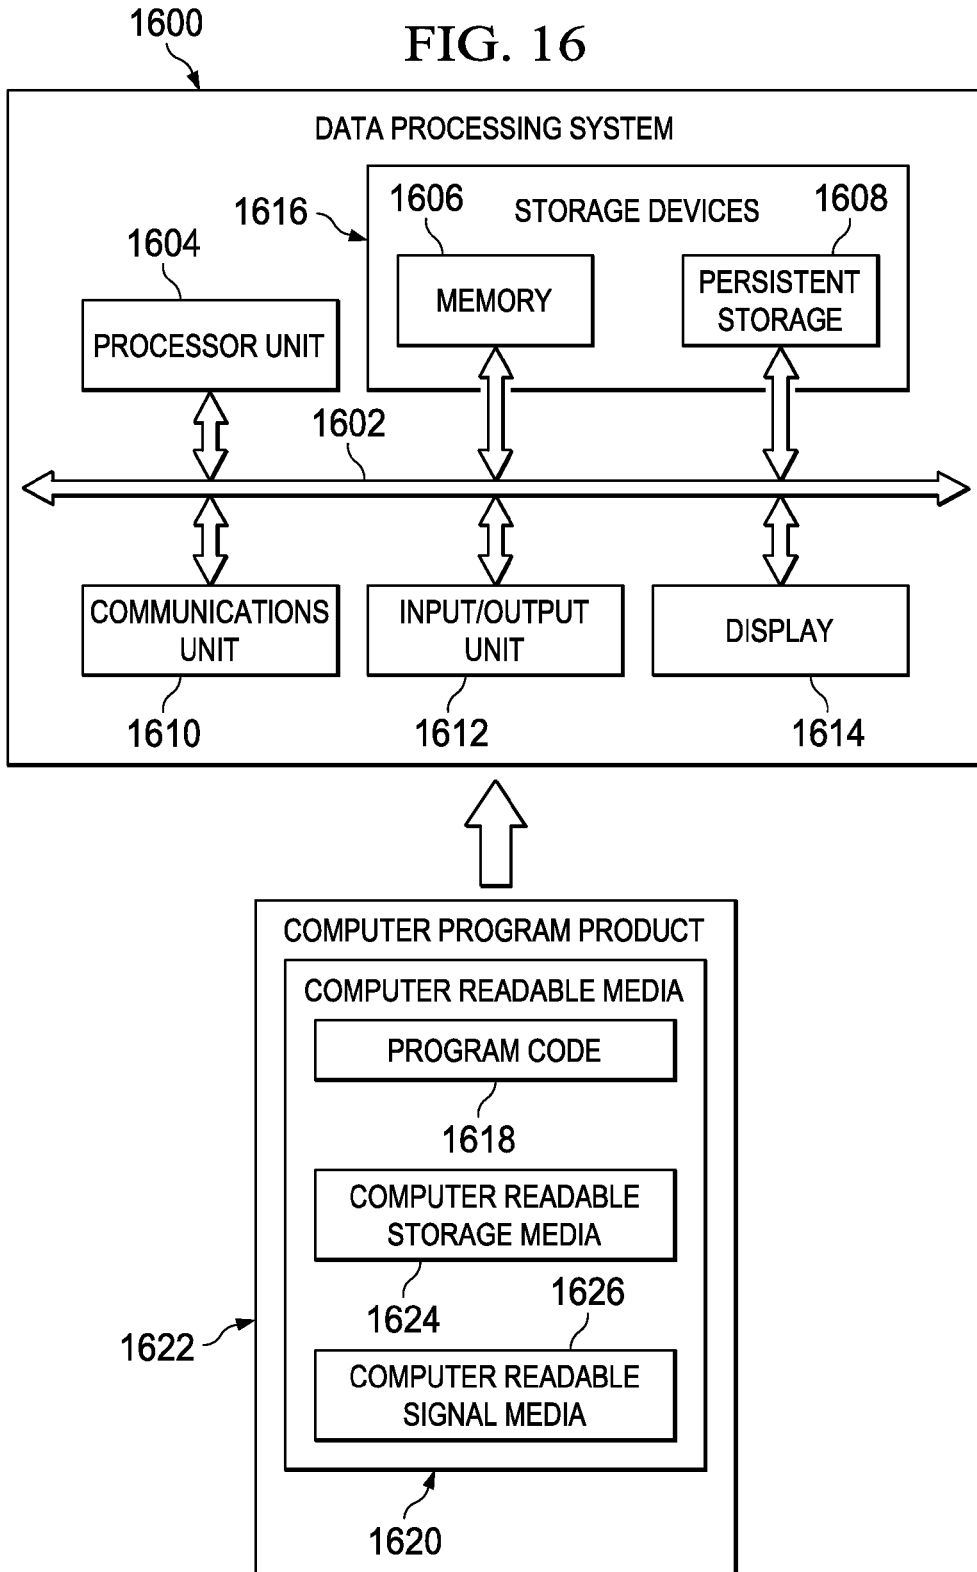 1600
FIG. 16
DATA PROCESSING SYSTEM
1616
1606
STORAGE DEVICES
1608
1604
MEMORY
PERSISTENT
STORAGE
PROCESSOR UNIT
1602
COMMUNICATIONS
UNIT
INPUT/OUTPUT
UNIT
DISPLAY
1610
1612
1614
COMPUTER PROGRAM PRODUCT
COMPUTER READABLE MEDIA
PROGRAM CODE
1618
COMPUTER READABLE
STORAGE MEDIA
1624
1626
1622
COMPUTER READABLE
SIGNAL MEDIA
1620